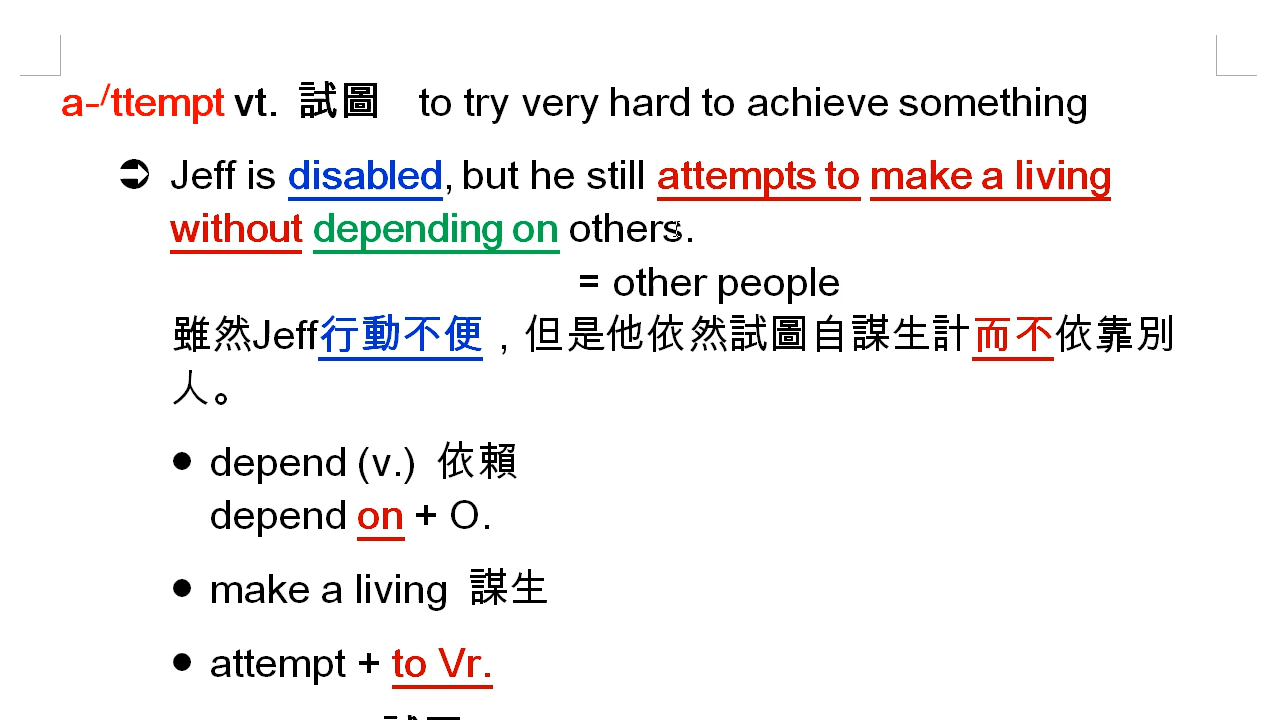 a-/ttempt vt. 試圖 to try very hard to achieve something
➲ Jeff is disabled, but he still attempts to make a living
without depending on others.
= other people
雖然Jeff行動不便，但是他依然試圖自謀生計而不依靠別
人。
● depend (v.) 依賴
depend on + O.
● make a living 謀生
● attempt + to Vr.